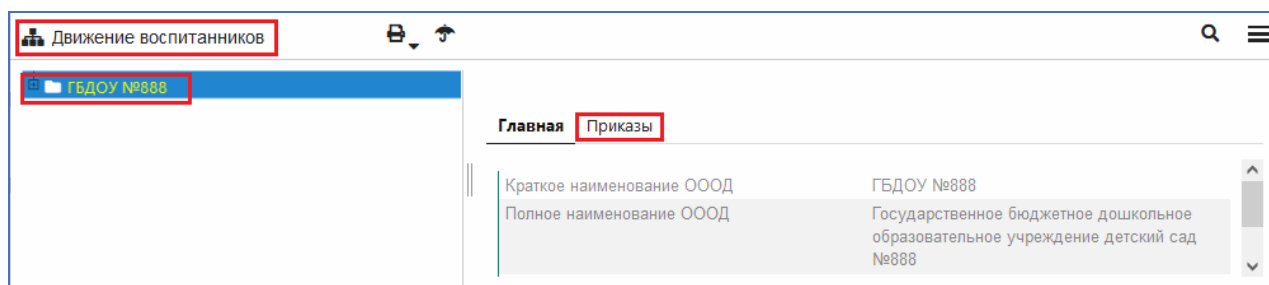 Движение воспитанников
ГБДОУ №888
Главная Приказы
Краткое наименование ОООД ГБДОУ №888
Полное наименование ОООД Государственное бюджетное дошкольное
образовательное учреждение детский сад
№888